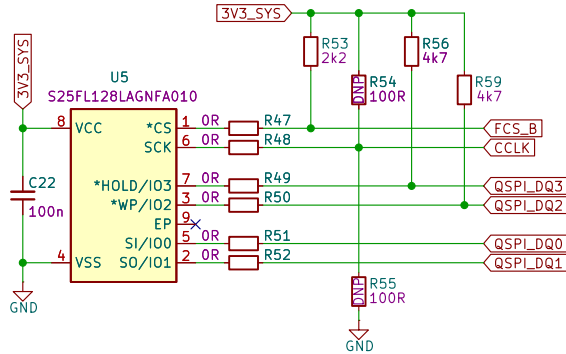 3V3_SYS
3V3_SYS
R53
2k2
R56
4k7
DNP
R54
100R
R59
4k7
U5
S25FL128LAGNFA010
8 VCC
*CS 1 0R R47
FCS_B
SCK 6 0R R48
CCLK
C22
100n
*HOLD/IO3 7 0R R49
QSPI_DQ3
*WP/IO2 3 0R R50
QSPI_DQ2
EP 9
SI/IO0 5 0R R51
QSPI_DQ0
4 VSS
SO/IO1 2 0R R52
QSPI_DQ1
DNP
R55
100R
GND
GND